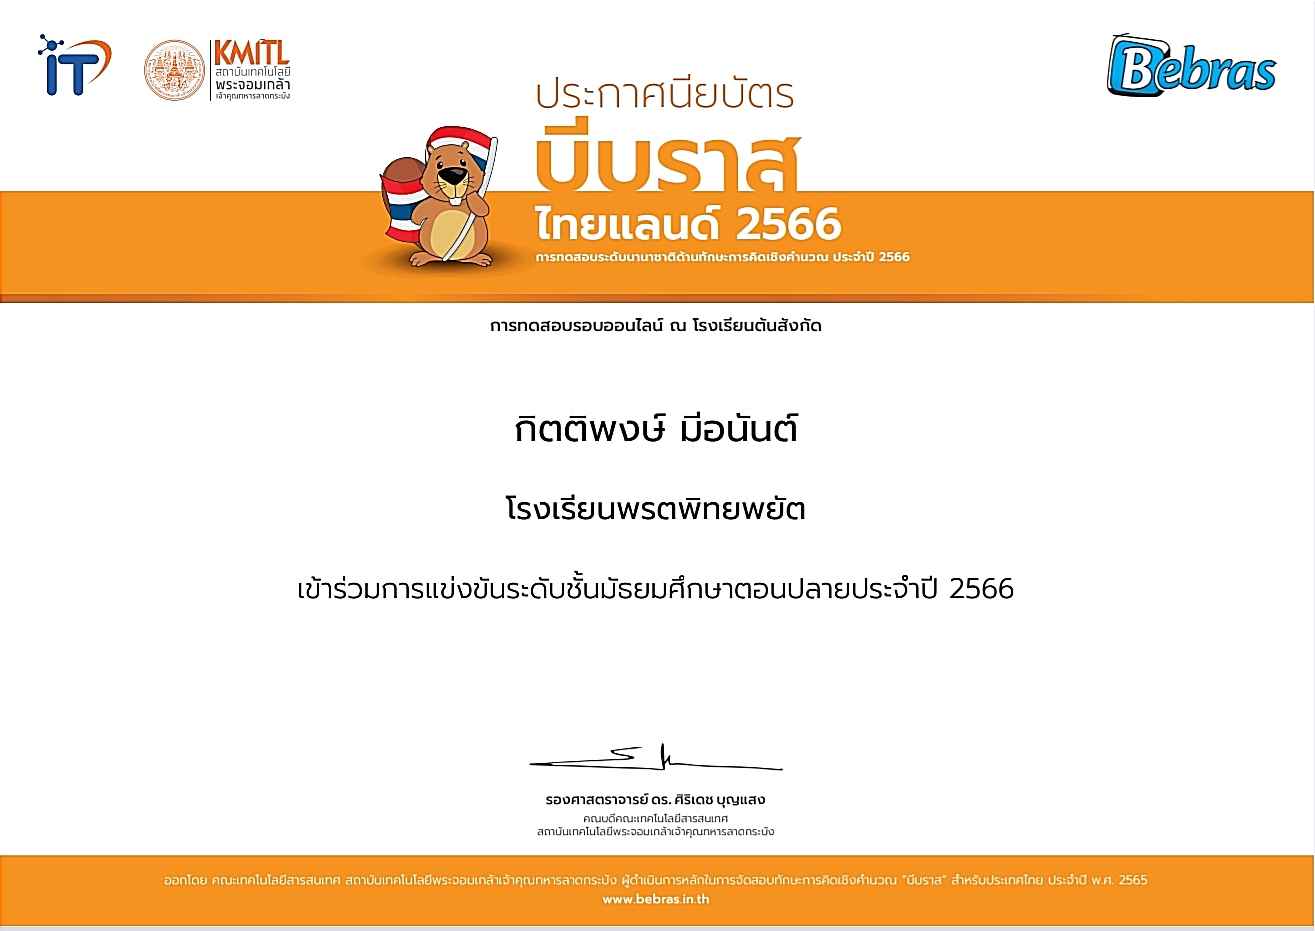 iT
KMITL
สถาบันเทคโนโลยี
พระจอมเกล้า
เจ้าคุณทหารลาดกระบัง
Bebras
ประกาศนียบัตร
บีบราส
ไทยแลนด์ 2566
การทดสอบระดับนานาชาติด้านทักษะการคิดเชิงคำนวณ ประจำปี 2566
การทดสอบรอบออนไลน์ ณ โรงเรียนต้นสังกัด
กิตติพงษ์ มีอนันต์
โรงเรียนพรตพิทยพยัต
เข้าร่วมการแข่งขันระดับชั้นมัธยมศึกษาตอนปลายประจำปี 2566
รองศาสตราจารย์ ดร. ศิริเดช บุญแสง
คณบดีคณะเทคโนโลยีสารสนเทศ
สถาบันเทคโนโลยีพระจอมเกล้าเจ้าคุณทหารลาดกระบัง
ออกโดย คณะเทคโนโลยีสารสนเทศ สถาบันเทคโนโลยีพระจอมเกล้าเจ้าคุณทหารลาดกระบัง ผู้ดำเนินการหลักในการจัดสอบทักษะการคิดเชิงคำนวณ "บีบราส" สำหรับประเทศไทย ประจำปี พ.ศ. 2565
www.bebras.in.th